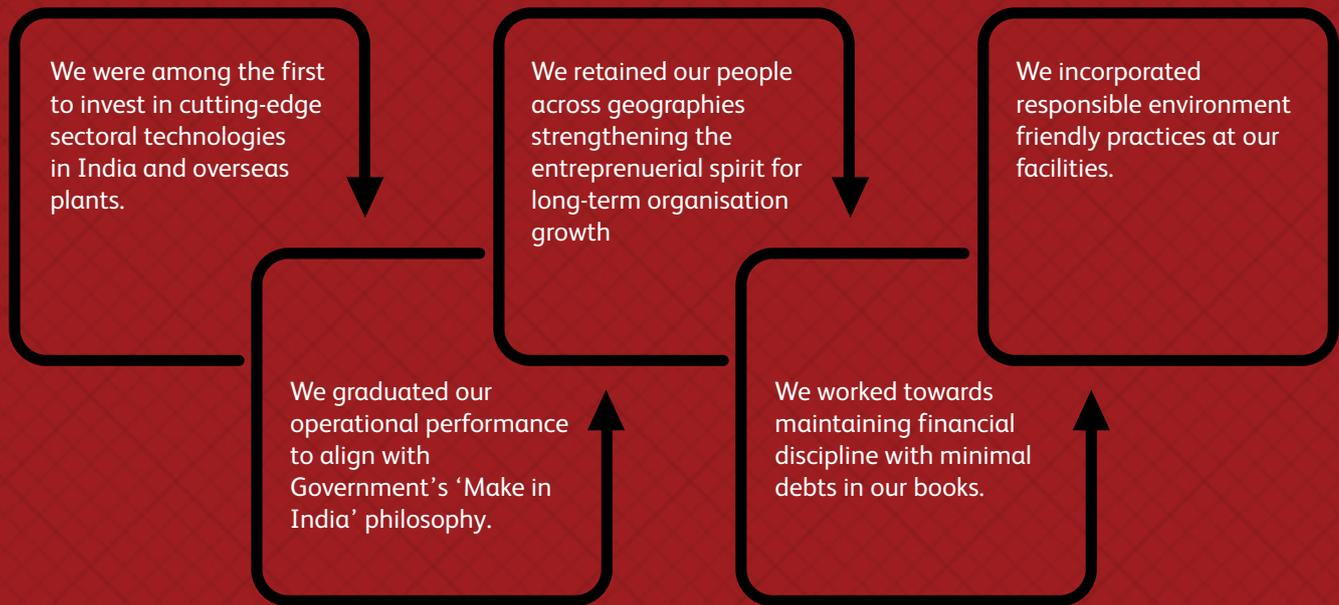 We were among the first
to invest in cutting-edge
sectoral technologies
in India and overseas
plants.
We graduated our
operational performance
to align with
Government’s ‘Make in
India’ philosophy.
We retained our people
across geographies
strengthening the
entreprenuerial spirit for
long-term organisation
growth
We worked towards
maintaining financial
discipline with minimal
debts in our books.
We incorporated
responsible environment
friendly practices at our
facilities.